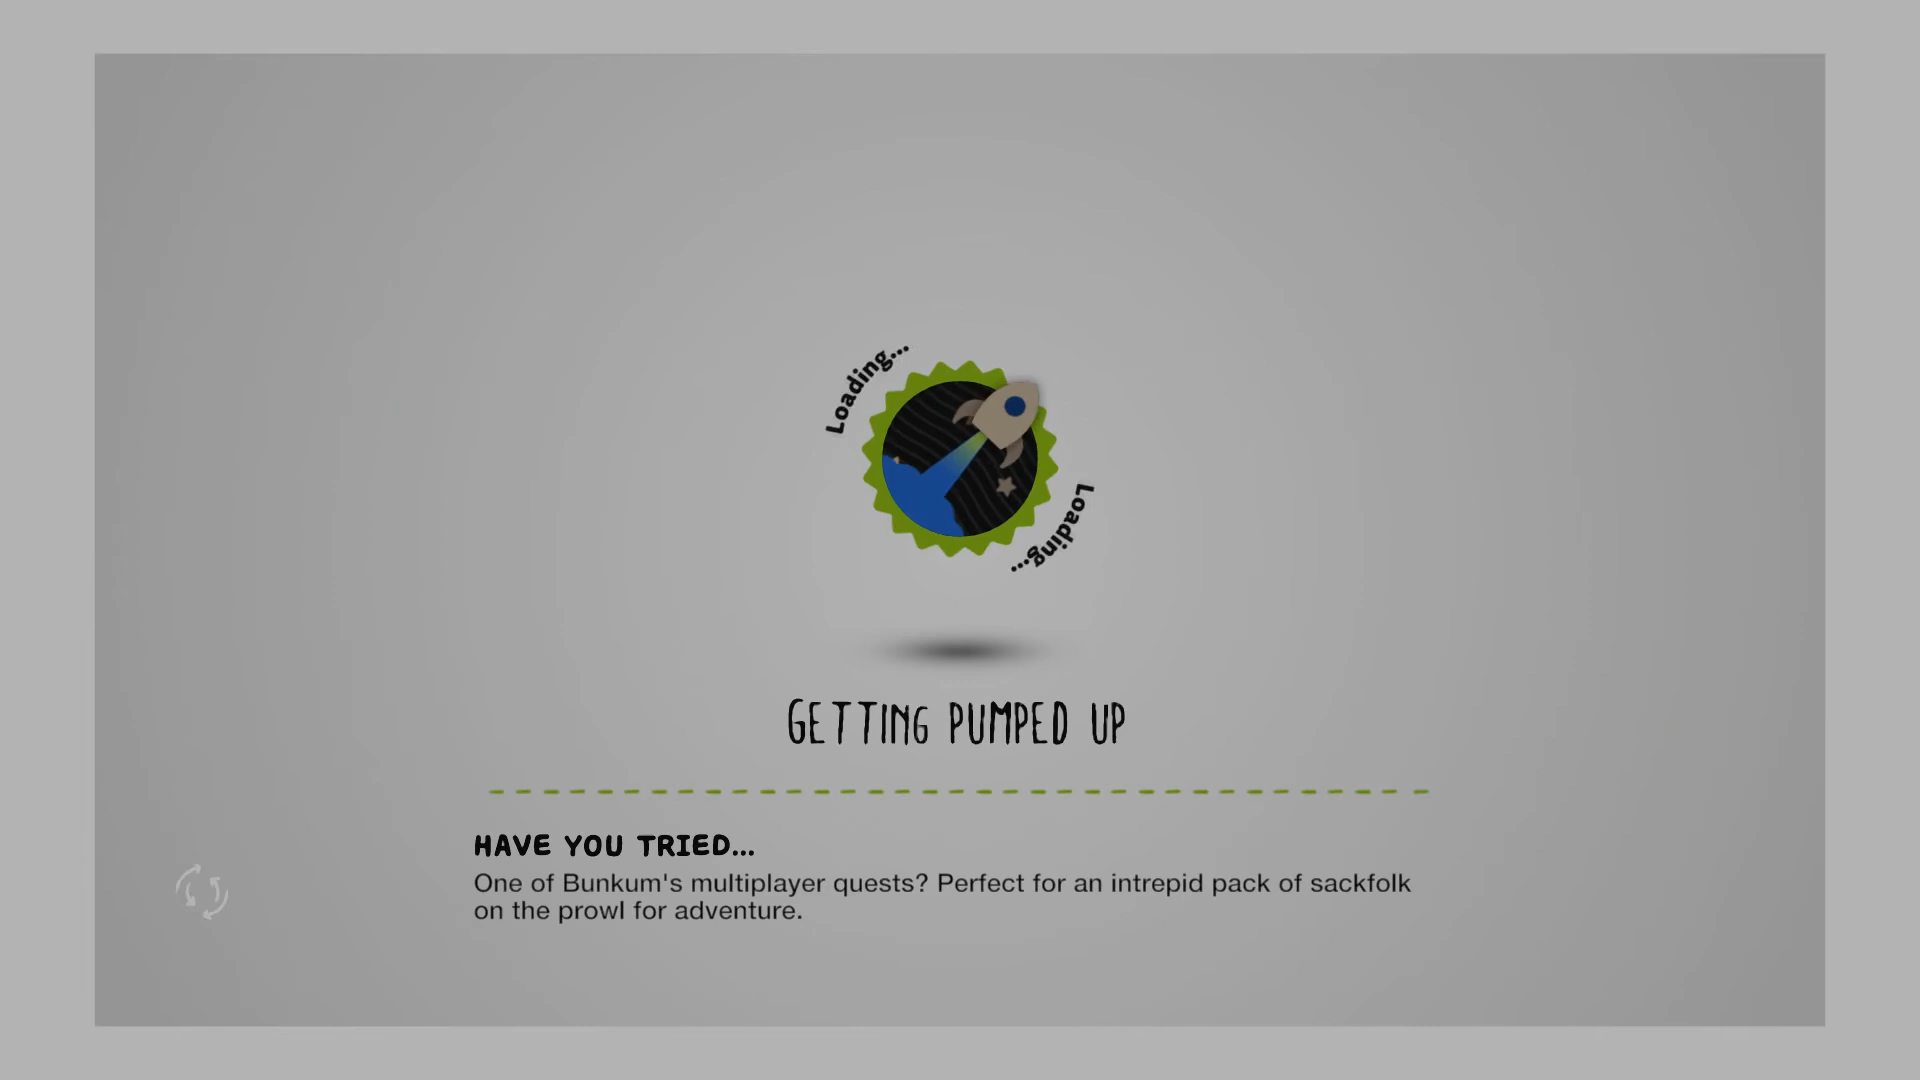 Loading...
Loading...
GETTING PUMPED UP
HAVE YOU TRIED...
One of Bunkum's multiplayer quests? Perfect for an intrepid pack of sackfolk
on the prowl for adventure.